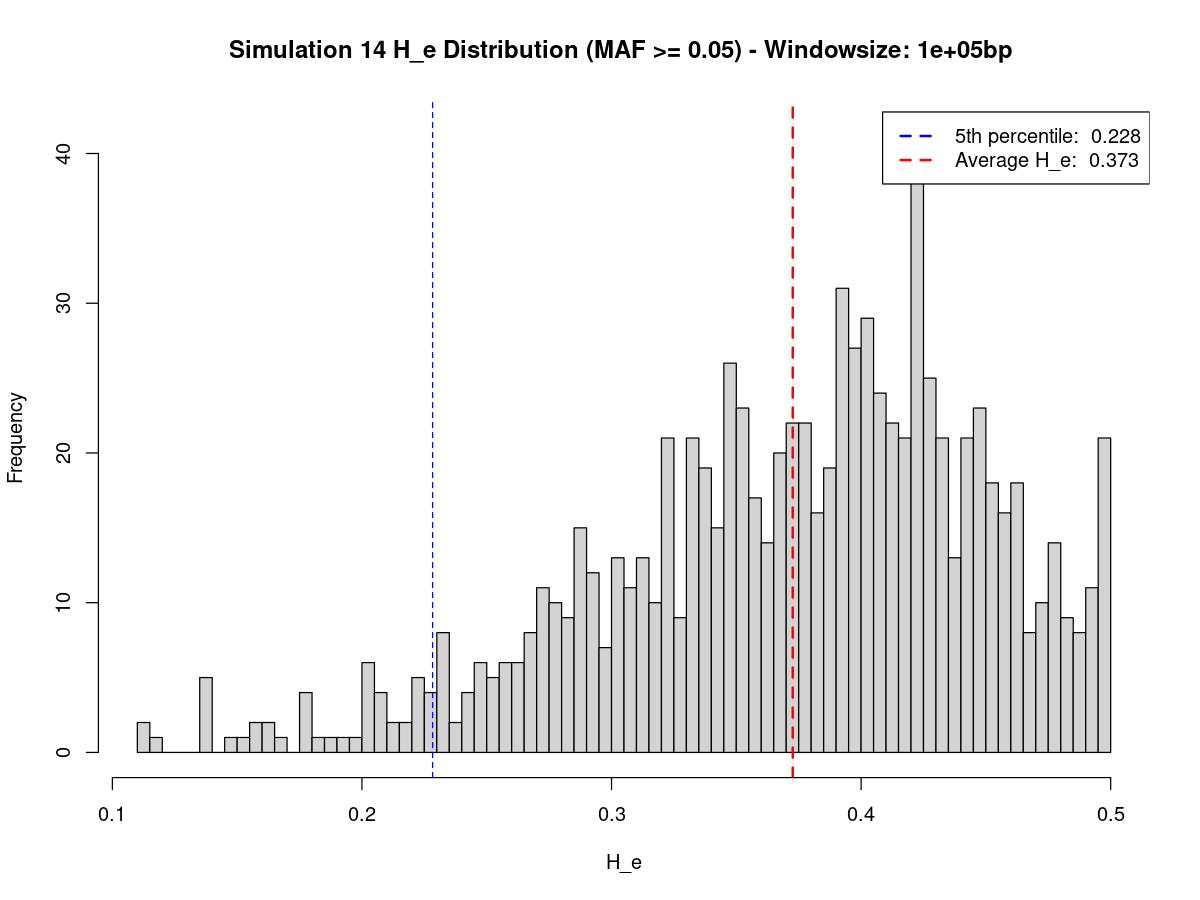 Simulation 14 H_e Distribution (MAF >= 0.05) - Windowsize: 1e+05bp
5th percentile: 0.228
Average H_e: 0.373
Frequency
40
30
20
10
0
0.1 0.2 0.3 0.4 0.5
H_e